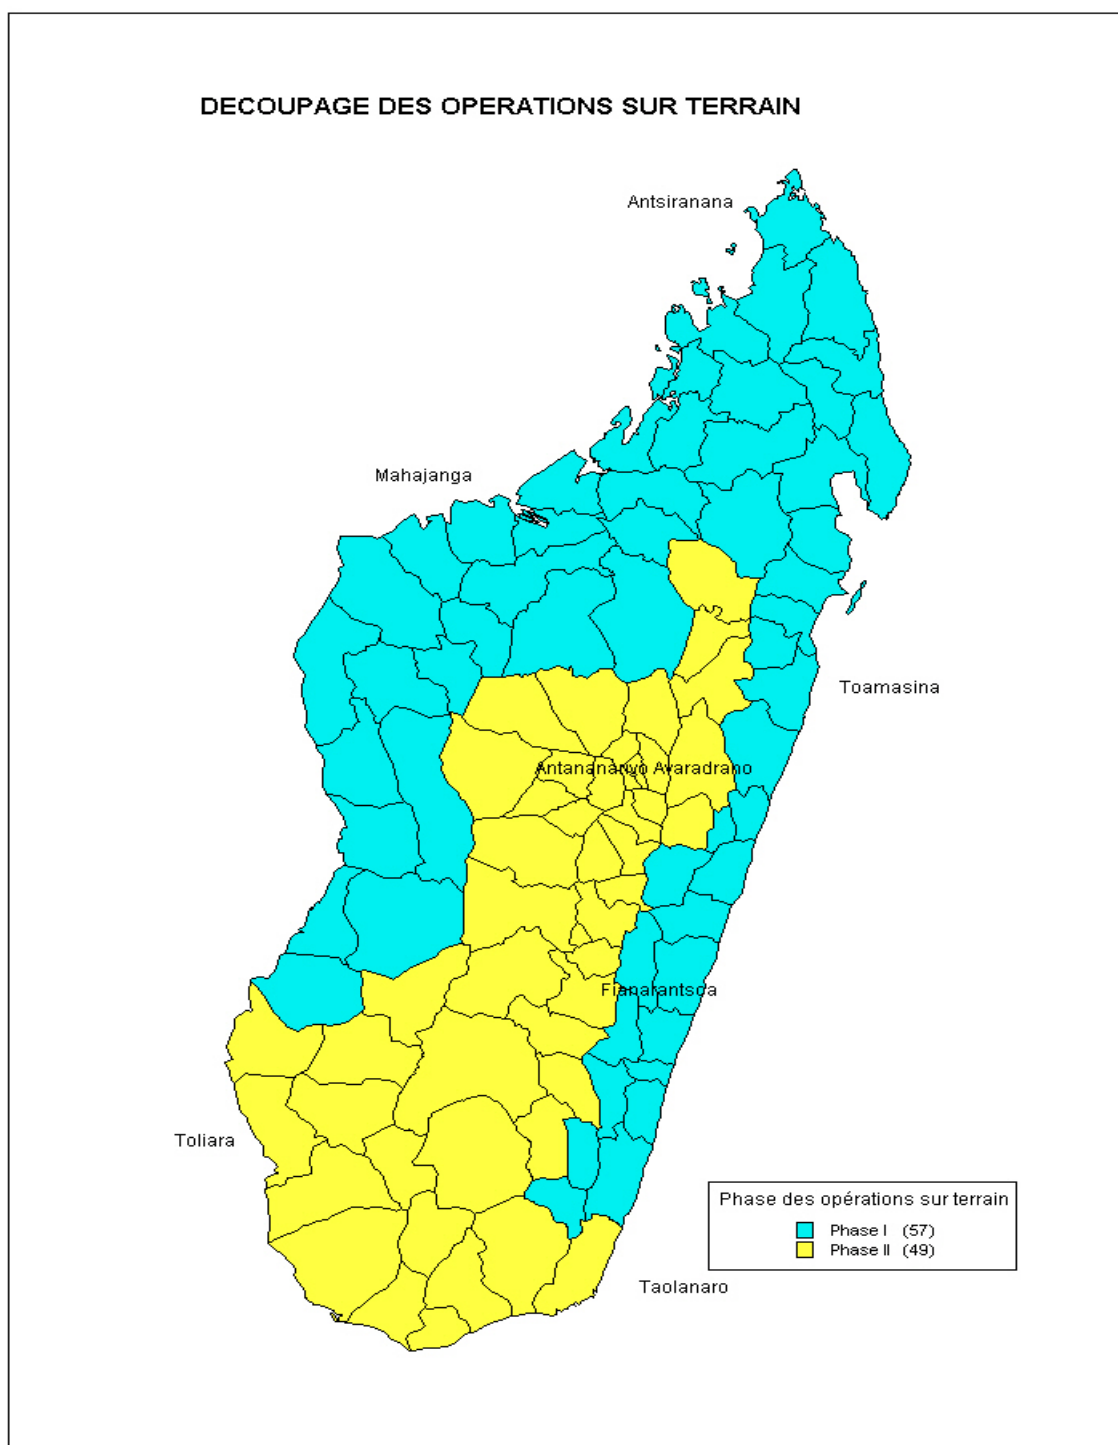 DECOUPAGE DES OPERATIONS SUR TERRAIN
Antsiranana
Mahajanga
Toamasina
Antananarivo Avaradrano
Fianarantsoa
Toliara
Phase des opérations sur terrain
Phase I (57)
Phase II (49)
Taolanaro